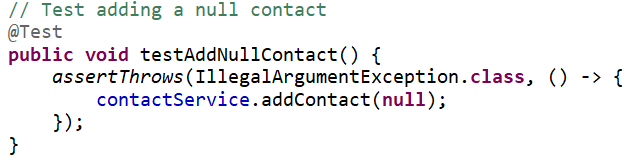 // Test adding a null contact
@Test
public void testAddNullContact() {
    assertThrows(IllegalArgumentException.class, () -> {
        contactService.addContact(null);
    });
}